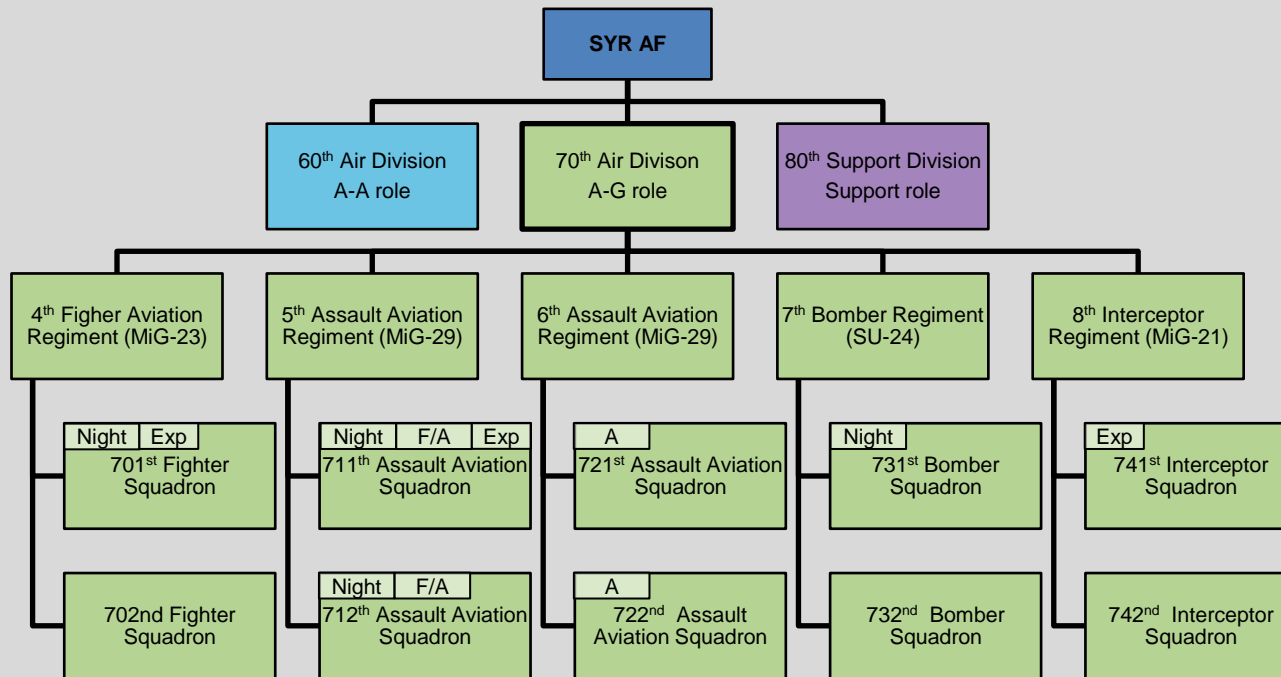 SYR AF
60th Air Division
A-A role
70th Air Divison
A-G role
80th Support Division
Support role
4th Figher Aviation
Regiment (MiG-23)
5th Assault Aviation
Regiment (MiG-29)
6th Assault Aviation
Regiment (MiG-29)
7th Bomber Regiment
(SU-24)
8th Interceptor
Regiment (MiG-21)
Night Exp
701st Fighter
Squadron
Night F/A Exp
711th Assault Aviation
Squadron
A
721st Assault Aviation
Squadron
Night
731st Bomber
Squadron
Exp
741st Interceptor
Squadron
702nd Fighter
Squadron
Night F/A
712th Assault Aviation
Squadron
A
722nd Assault
Aviation Squadron
732nd Bomber
Squadron
742nd Interceptor
Squadron